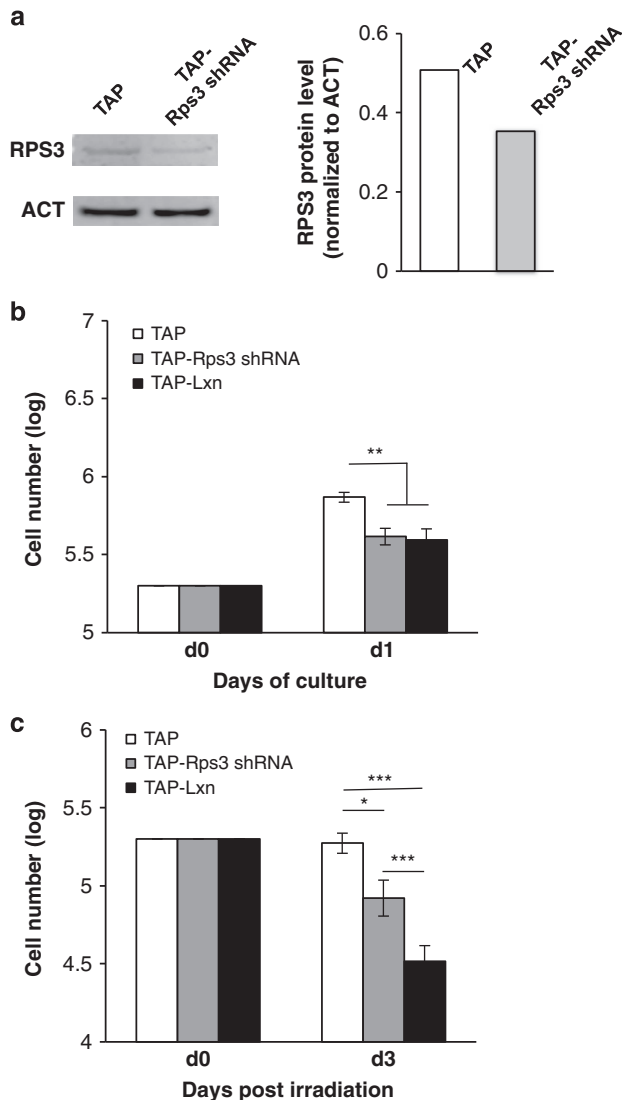 a
TAP
TAP-
Rps3 shRNA
RPS3
ACT
RPS3 protein level
(normalized to ACT)
0.6
0.4
0.2
0
TAP
TAP-
Rps3 shRNA
b
Cell number (log)
7
6.5
6
5.5
5
TAP
TAP-Rps3 shRNA
TAP-Lxn
**
d0
d1
Days of culture
c
Cell number (log)
6
5.5
5
4.5
4
TAP
TAP-Rps3 shRNA
TAP-Lxn
***
*
***
d0
d3
Days post irradiation